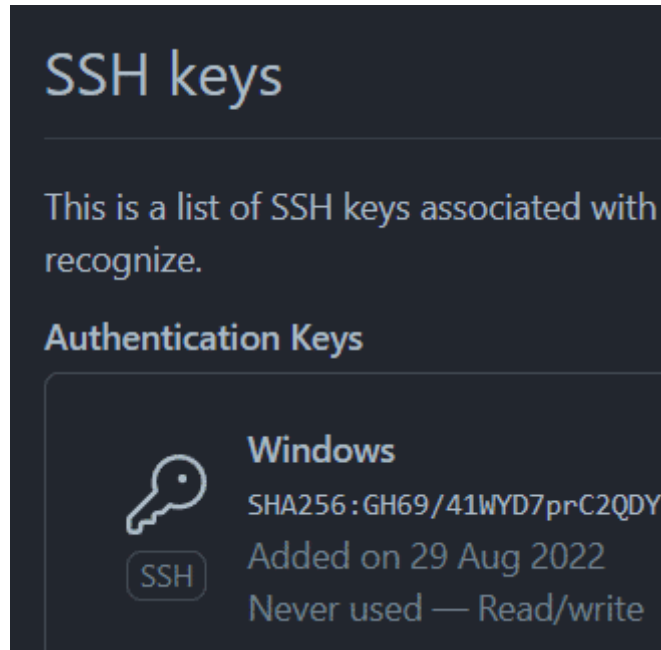 SSH keys
This is a list of SSH keys associated with
recognize.
Authentication Keys
Windows
SHA256:GH69/41WYD7prC2QDY
Added on 29 Aug 2022
SSH
Never used — Read/write